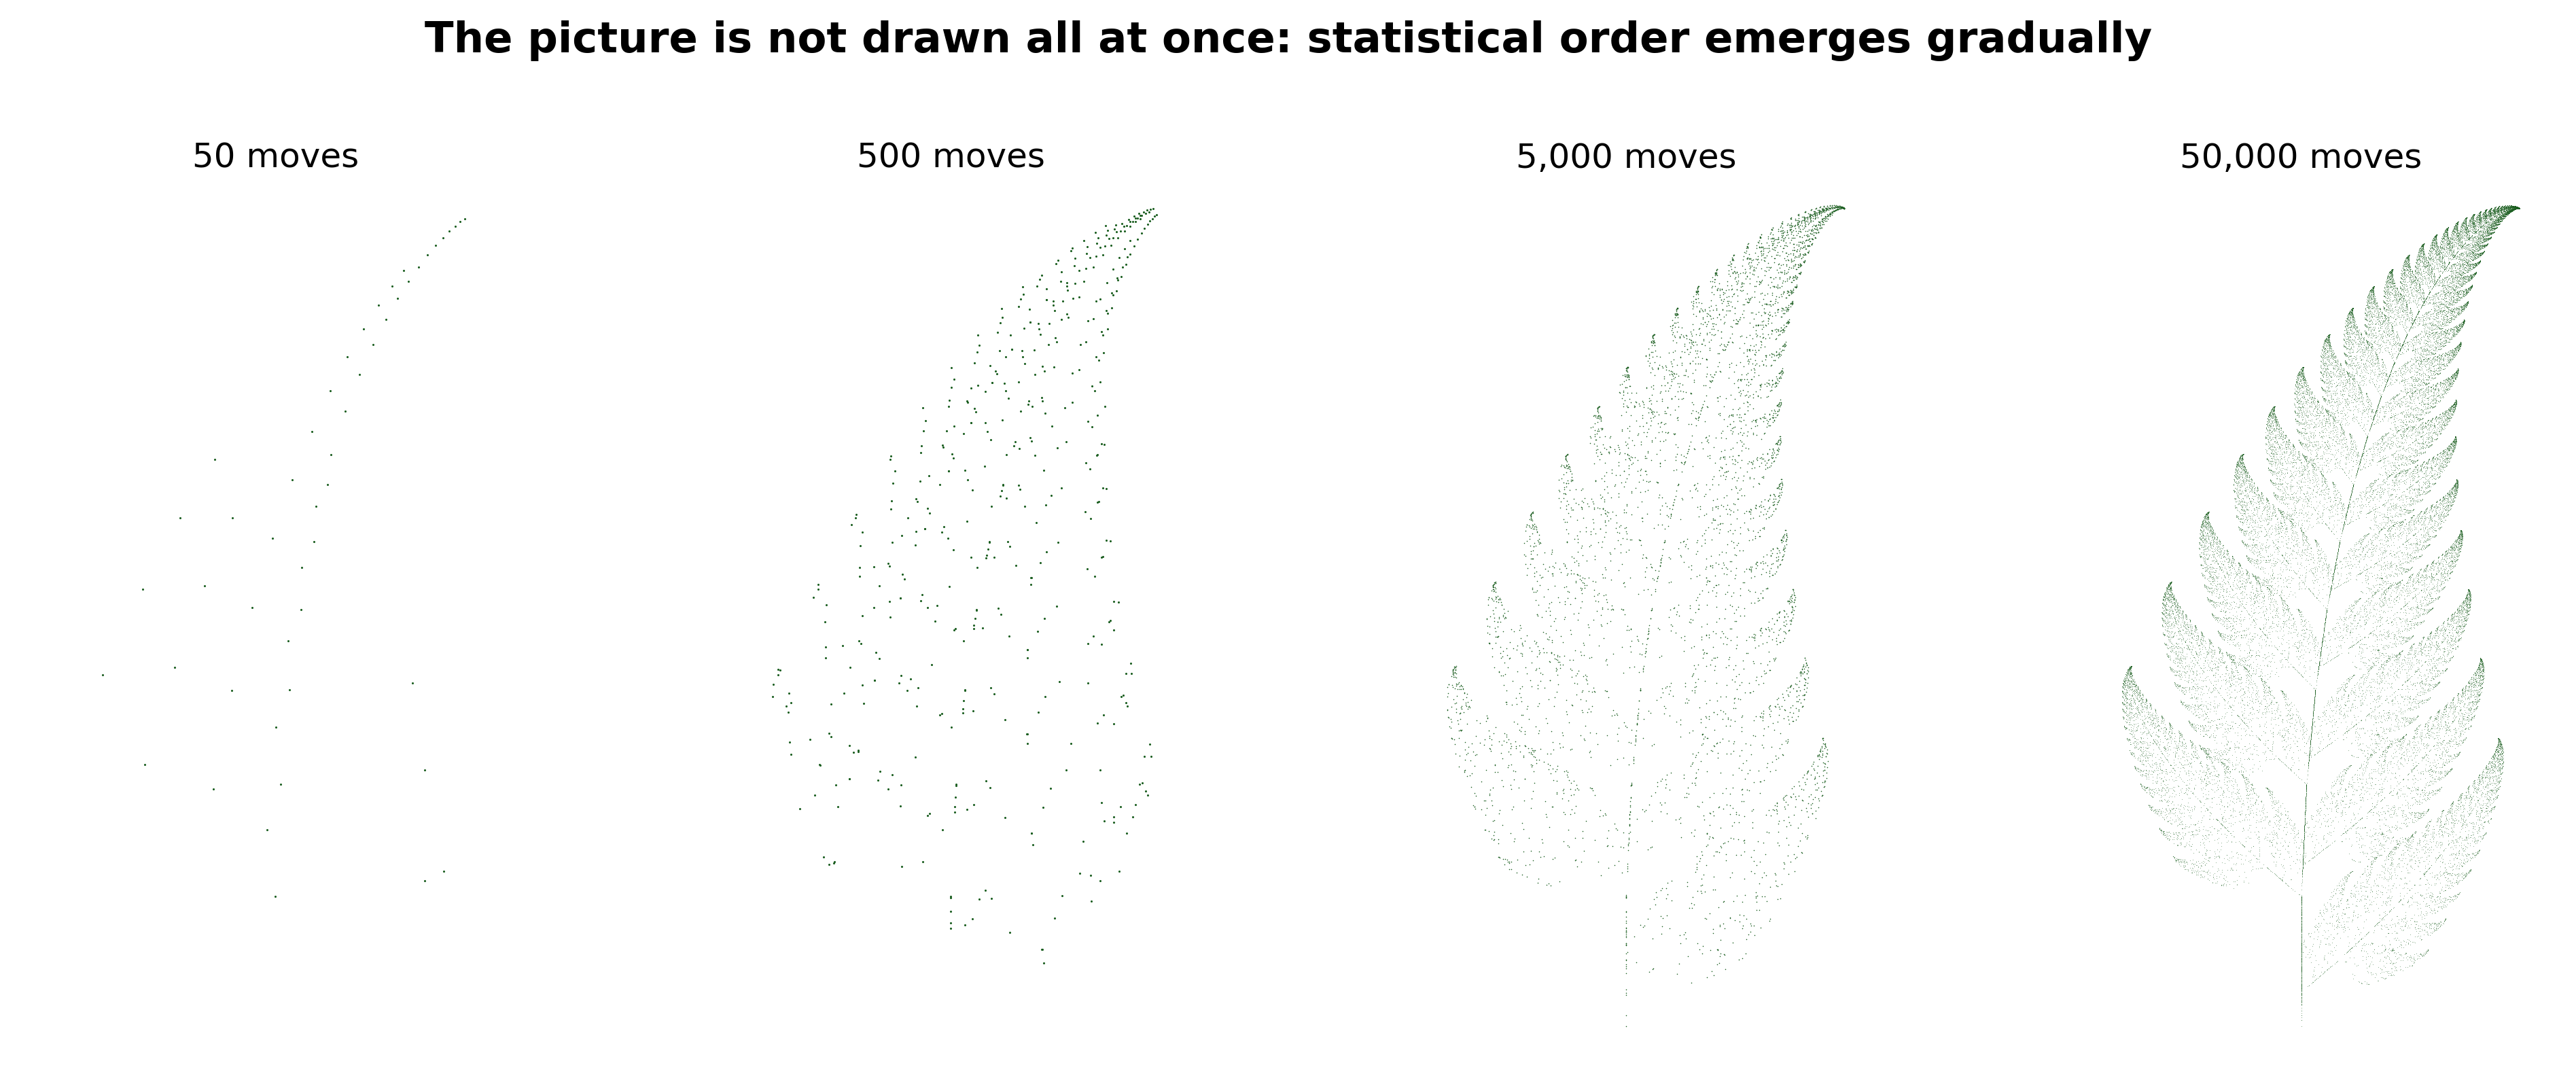 The picture is not drawn all at once: statistical order emerges gradually
50 moves
500 moves
5,000 moves
50,000 moves